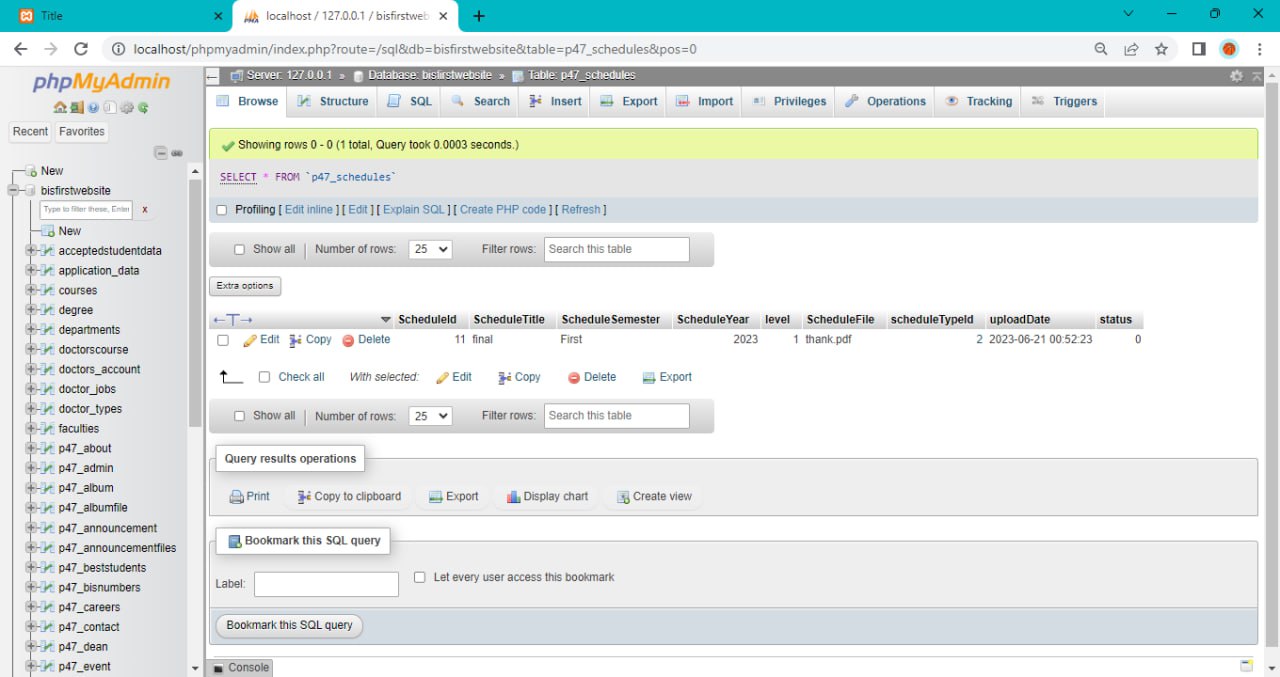 Title
localhost / 127.0.0.1 / bisfirstweb
localhost/phpmyadmin/index.php?route=/sql&db=bisfirstwebsite&table=p47_schedules&pos=0
phpMyAdmin
Recent Favorites
New
bisfirstwebsite
Type to filter these, Enter X
New
acceptedstudentdata
application_data
courses
degree
departments
doctorscourse
doctors_account
doctor_jobs
doctor_types
faculties
p47_about
p47_admin
p47_album
p47_albumfile
p47_announcement
p47_announcementfiles
p47_beststudents
p47_bisnumbers
p47_careers
p47_contact
p47_dean
p47_event
Server: 127.0.0.1 » Database: bisfirstwebsite » Table: p47_schedules
Browse Structure SQL Search Insert Export Import Privileges Operations Tracking Triggers
Showing rows 0 - 0 (1 total, Query took 0.0003 seconds.)
SELECT * FROM `p47_schedules`
Profiling [ Edit inline ] [ Edit ] [ Explain SQL ] [ Create PHP code ] [ Refresh ]
Show all Number of rows: 25 Filter rows: Search this table
Extra options
←T→ ScheduleId ScheduleTitle ScheduleSemester ScheduleYear level ScheduleFile scheduleTypeId uploadDate status
Edit Copy Delete 11 final First 2023 1 thank.pdf 2 2023-06-21 00:52:23 0
Check all With selected: Edit Copy Delete Export
Show all Number of rows: 25 Filter rows: Search this table
Query results operations
Print Copy to clipboard Export Display chart Create view
Bookmark this SQL query
Label: Let every user access this bookmark
Bookmark this SQL query
Console